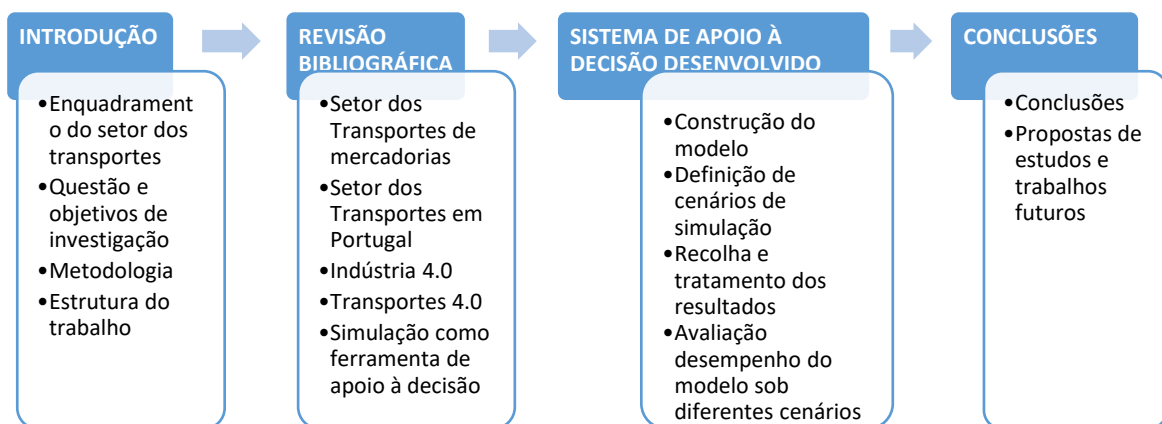 INTRODUÇÃO
•Enquadrament
o do setor dos
transportes
•Questão e
objetivos de
investigação
•Metodologia
•Estrutura do
trabalho
REVISÃO
BIBLIOGRÁFICA
•Setor dos
Transportes de
mercadorias
•Setor dos
Transportes em
Portugal
•Indústria 4.0
•Transportes 4.0
•Simulação como
ferramenta de
apoio à decisão
SISTEMA DE APOIO À
DECISÃO DESENVOLVIDO
•Construção do
modelo
•Definição de
cenários de
simulação
•Recolha e
tratamento dos
resultados
•Avaliação
desempenho do
modelo sob
diferentes cenários
CONCLUSÕES
•Conclusões
•Propostas de
estudos e
trabalhos
futuros